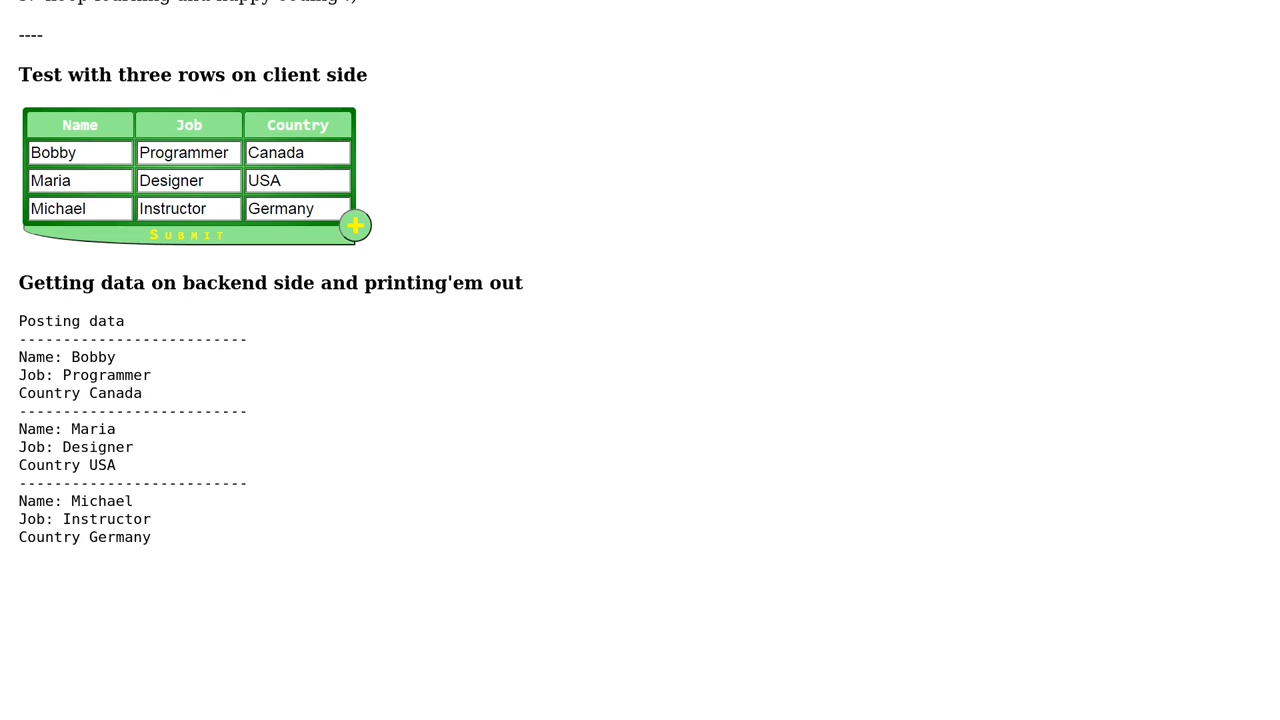 ----
Test with three rows on client side
Name Job Country
Bobby Programmer Canada
Maria Designer USA
Michael Instructor Germany
SUBMIT
Getting data on backend side and printing'em out
Posting data
--------------------------
Name: Bobby
Job: Programmer
Country Canada
--------------------------
Name: Maria
Job: Designer
Country USA
--------------------------
Name: Michael
Job: Instructor
Country Germany